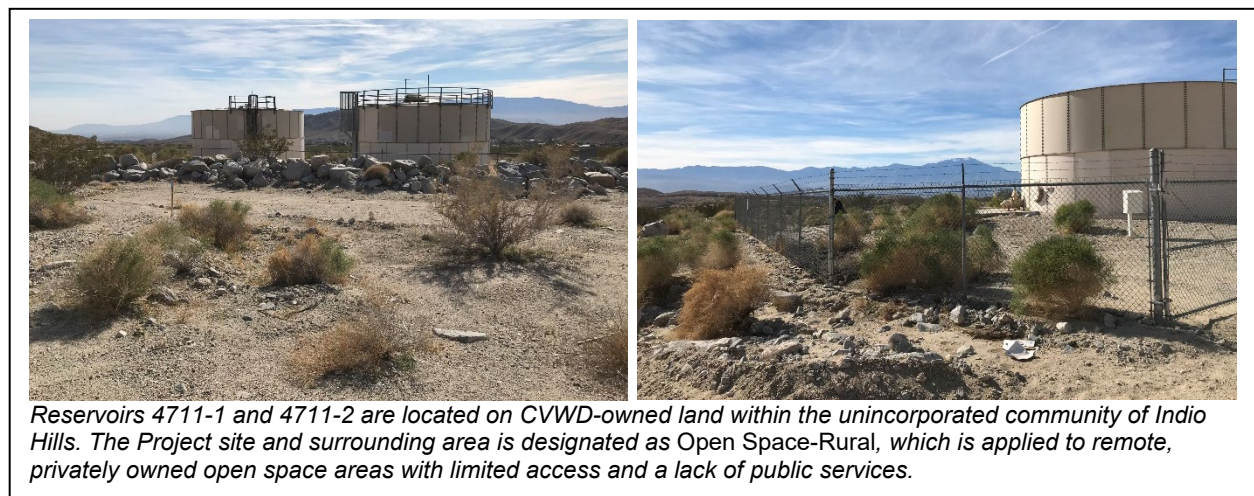 Reservoirs 4711-1 and 4711-2 are located on CVWD-owned land within the unincorporated community of Indio
Hills. The Project site and surrounding area is designated as Open Space-Rural, which is applied to remote,
privately owned open space areas with limited access and a lack of public services.